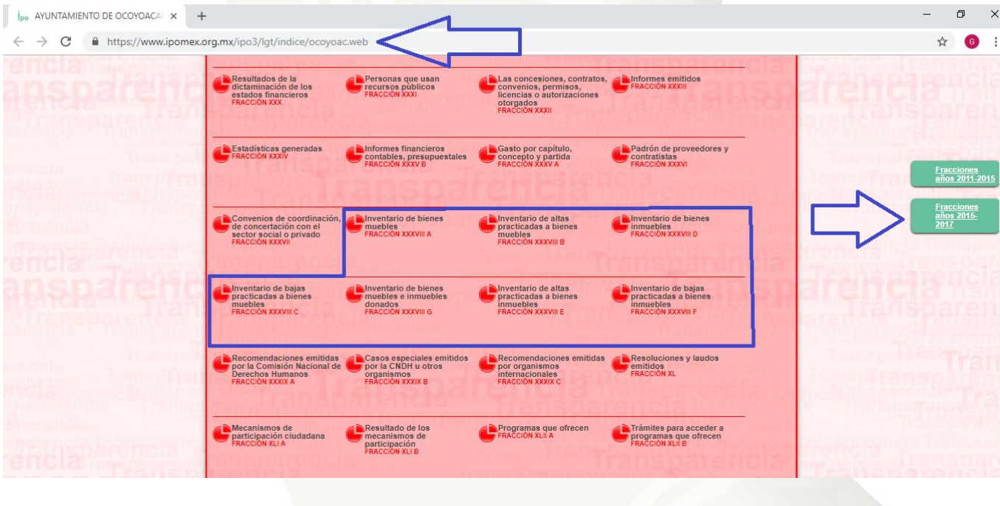 ipo AYUNTAMIENTO DE OCOYOACA
https://www.ipomex.org.mx/ipo3/lgt/indice/ocoyoac.web
G
Resultados de la
dictaminación de los
estados financieros
FRACCIÓN XXX
Personas que usan
recursos públicos
FRACCIÓN XXXI
Las concesiones, contratos,
convenios, permisos,
licencias o autorizaciones
otorgados
FRACCIÓN XXXII
Informes emitidos
FRACCIÓN XXXIII
Estadísticas generadas
FRACCIÓN XXXIV
Informes financieros
contables, presupuestales
FRACCIÓN XXXV B
Gasto por capítulo,
concepto y partida
FRACCIÓN XXXV A
Padrón de proveedores y
contratistas
FRACCIÓN XXXVI
Fracciones
años 2011-2015
Fracciones
años 2015-
2017
Convenios de coordinación,
de concertación con el
sector social o privado
FRACCIÓN XXXVII
Inventario de bienes
muebles
FRACCIÓN XXXVIII A
Inventario de altas
practicadas a bienes
muebles
FRACCIÓN XXXVIII B
Inventario de bienes
inmuebles
FRACCIÓN XXXVIII D
Inventario de bajas
practicadas a bienes
muebles
FRACCIÓN XXXVIII C
Inventario de bienes
muebles e inmuebles
donados
FRACCIÓN XXXVIII G
Inventario de altas
practicadas a bienes
inmuebles
FRACCIÓN XXXVIII E
Inventario de bajas
practicadas a bienes
inmuebles
FRACCIÓN XXXVIII F
Recomendaciones emitidas
por la Comisión Nacional de
Derechos Humanos
FRACCIÓN XXXIX A
Casos especiales emitidos
por la CNDH u otros
organismos
FRACCIÓN XXXIX B
Recomendaciones emitidas
por organismos
internacionales
FRACCIÓN XXXIX C
Resoluciones y laudos
emitidos
FRACCIÓN XL
Mecanismos de
participación ciudadana
FRACCIÓN XLI A
Resultado de los
mecanismos de
participación
FRACCIÓN XLI B
Programas que ofrecen
FRACCIÓN XLII A
Trámites para acceder a
programas que ofrecen
FRACCIÓN XLII B